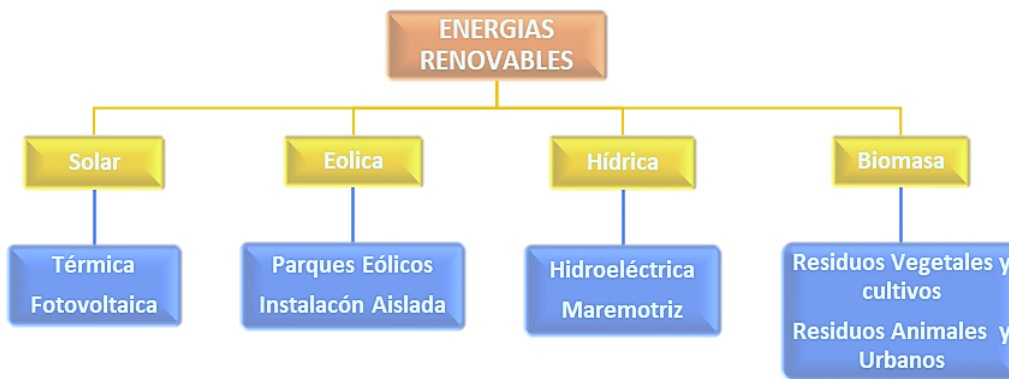 ENERGIAS
RENOVABLES
Solar
Eolica
Hídrica
Biomasa
Térmica
Fotovoltaica
Parques Eólicos
Instalacón Aislada
Hidroeléctrica
Maremotriz
Residuos Vegetales y
cultivos
Residuos Animales y
Urbanos